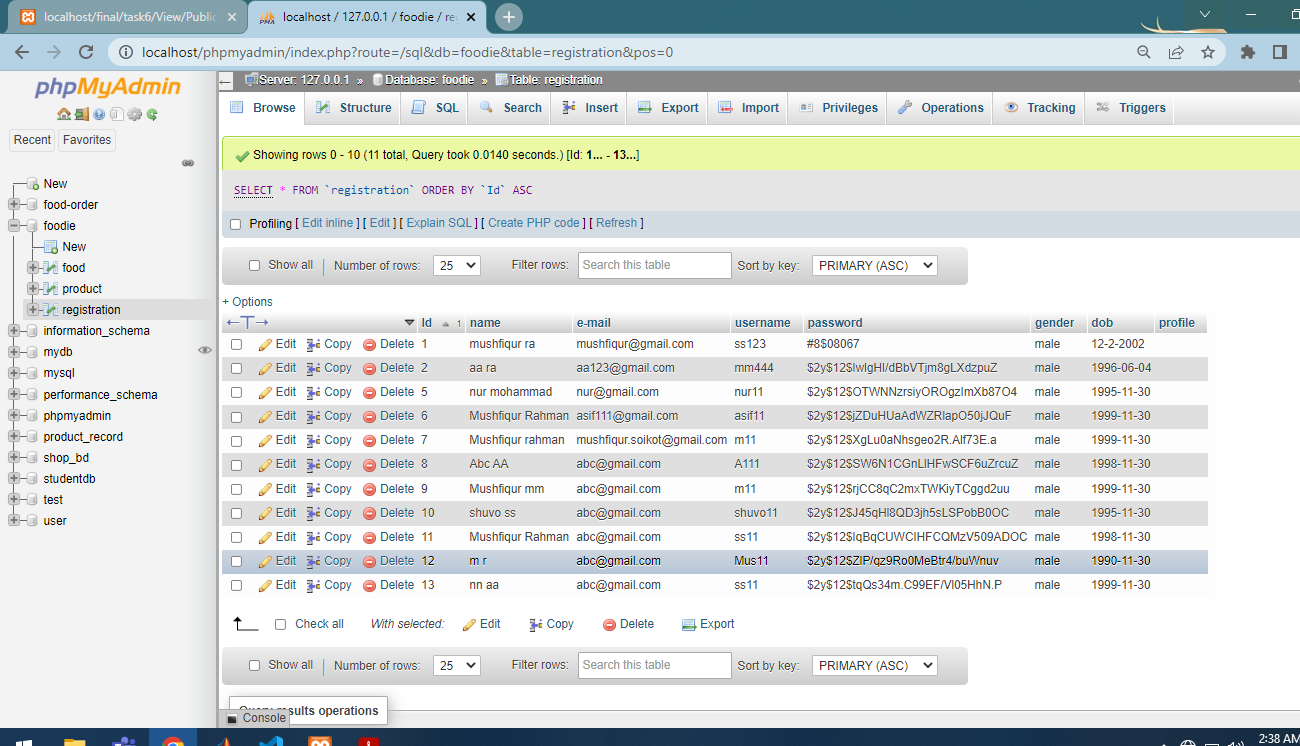 localhost/final/task6/View/Public
localhost / 127.0.0.1 / foodie / re
localhost/phpmyadmin/index.php?route=/sql&db=foodie&table=registration&pos=0
phpMyAdmin
Recent Favorites
New
food-order
foodie
New
food
product
registration
information_schema
mydb
mysql
performance_schema
phpmyadmin
product_record
shop_bd
studentdb
test
user
Server: 127.0.0.1 » Database: foodie » Table: registration
Browse Structure SQL Search Insert Export Import Privileges Operations Tracking Triggers
Showing rows 0 - 10 (11 total, Query took 0.0140 seconds.) [Id: 1... - 13...]
SELECT * FROM `registration` ORDER BY `Id` ASC
Profiling [ Edit inline ] [ Edit ] [ Explain SQL ] [ Create PHP code ] [ Refresh ]
Show all Number of rows: 25 Filter rows: Search this table Sort by key: PRIMARY (ASC)
+ Options
←T→ Id 1 name e-mail username password gender dob profile
Edit Copy Delete 1 mushfiqur ra mushfiqur@gmail.com ss123 #8$08067 male 12-2-2002
Edit Copy Delete 2 aa ra aa123@gmail.com mm444 $2y$12$IwIgHI/dBbVTjm8gLXdzpuZ male 1996-06-04
Edit Copy Delete 5 nur mohammad nur@gmail.com nur11 $2y$12$OTWNNzrsiyOROgzImXb87O4 male 1995-11-30
Edit Copy Delete 6 Mushfiqur Rahman asif111@gmail.com asif11 $2y$12$jZDuHUaAdWZRlapO50jJQuF male 1999-11-30
Edit Copy Delete 7 Mushfiqur rahman mushfiqur.soikot@gmail.com m11 $2y$12$XgLu0aNhsgeo2R.Alf73E.a male 1999-11-30
Edit Copy Delete 8 Abc AA abc@gmail.com A111 $2y$12$SW6N1CGnLIHFwSCF6uZrcuZ male 1998-11-30
Edit Copy Delete 9 Mushfiqur mm abc@gmail.com m11 $2y$12$rjCC8qC2mxTWKiyTCggd2uu male 1999-11-30
Edit Copy Delete 10 shuvo ss abc@gmail.com shuvo11 $2y$12$J45qHl8QD3jh5sLSPobB0OC male 1995-11-30
Edit Copy Delete 11 Mushfiqur Rahman abc@gmail.com ss11 $2y$12$IqBqCUWClHFCQMzV509ADOC male 1998-11-30
Edit Copy Delete 12 m r abc@gmail.com Mus11 $2y$12$ZlP/qz9Ro0MeBtr4/buWnuv male 1990-11-30
Edit Copy Delete 13 nn aa abc@gmail.com ss11 $2y$12$tqQs34m.C99EF/Vl05HhN.P male 1999-11-30
Check all With selected: Edit Copy Delete Export
Show all Number of rows: 25 Filter rows: Search this table Sort by key: PRIMARY (ASC)
results operations
Console
2:38 AM